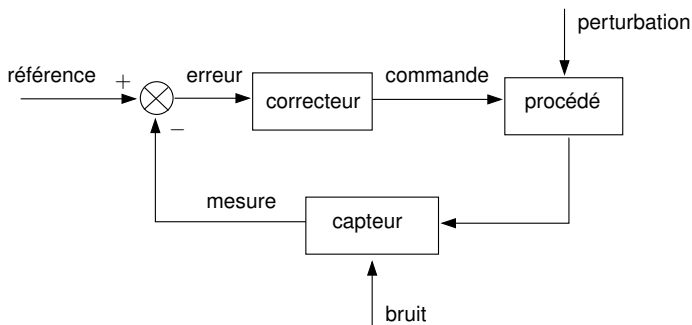 perturbation
référence
+
erreur
commande
correcteur
procédé
−
mesure
capteur
bruit